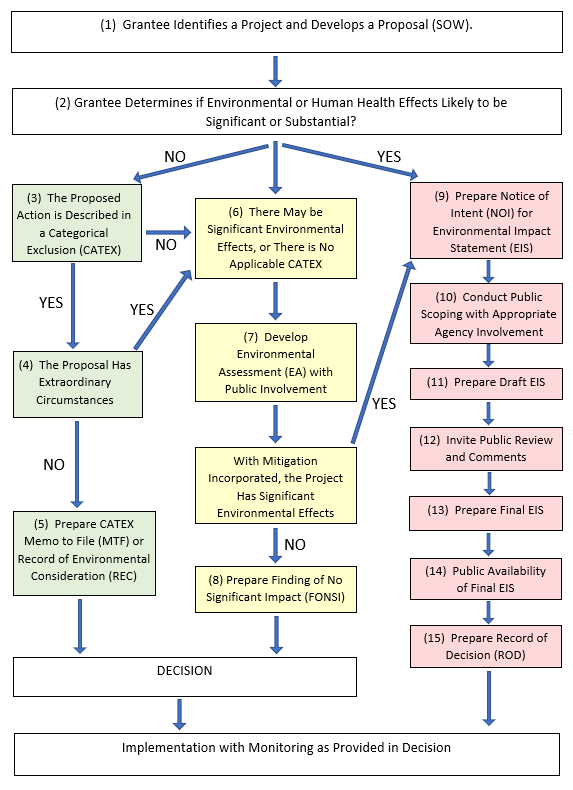 (1) Grantee Identifies a Project and Develops a Proposal (SOW).
(2) Grantee Determines if Environmental or Human Health Effects Likely to be
Significant or Substantial?
NO
YES
(3) The Proposed
Action is Described in
a Categorical
Exclusion (CATEX)
NO
YES
(4) The Proposal Has
Extraordinary
Circumstances
YES
NO
(5) Prepare CATEX
Memo to File (MTF) or
Record of Environmental
Consideration (REC)
(6) There May be
Significant Environmental
Effects, or There is No
Applicable CATEX
(7) Develop
Environmental
Assessment (EA) with
Public Involvement
With Mitigation
Incorporated, the Project
Has Significant
Environmental Effects
YES
NO
(8) Prepare Finding of No
Significant Impact (FONSI)
(9) Prepare Notice of
Intent (NOI) for
Environmental Impact
Statement (EIS)
(10) Conduct Public
Scoping with Appropriate
Agency Involvement
(11) Prepare Draft EIS
(12) Invite Public Review
and Comments
(13) Prepare Final EIS
(14) Public Availability
of Final EIS
(15) Prepare Record of
Decision (ROD)
DECISION
Implementation with Monitoring as Provided in Decision